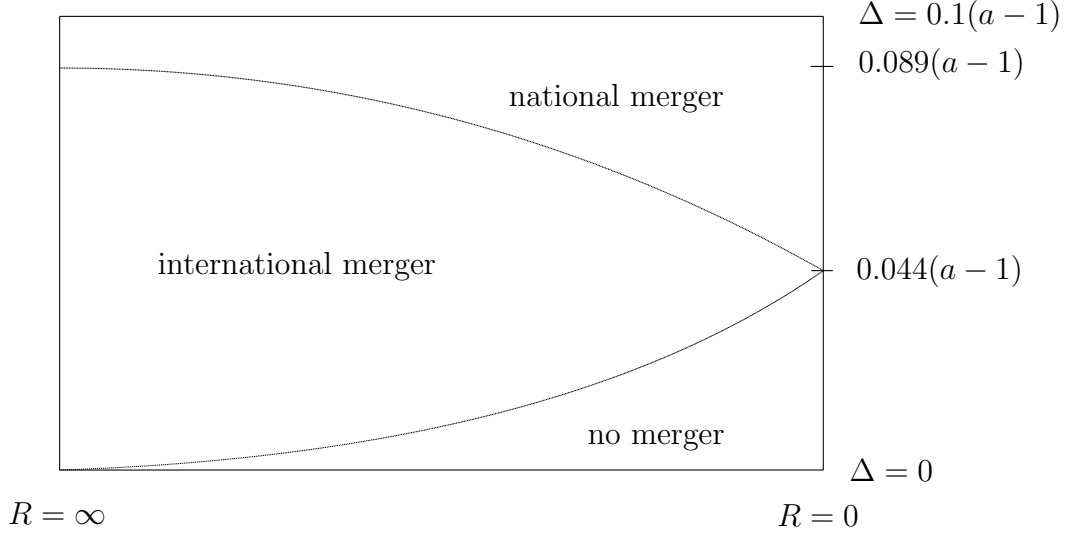 Δ = 0.1(a − 1)
0.089(a − 1)
national merger
international merger
0.044(a − 1)
no merger
Δ = 0
R = ∞
R = 0